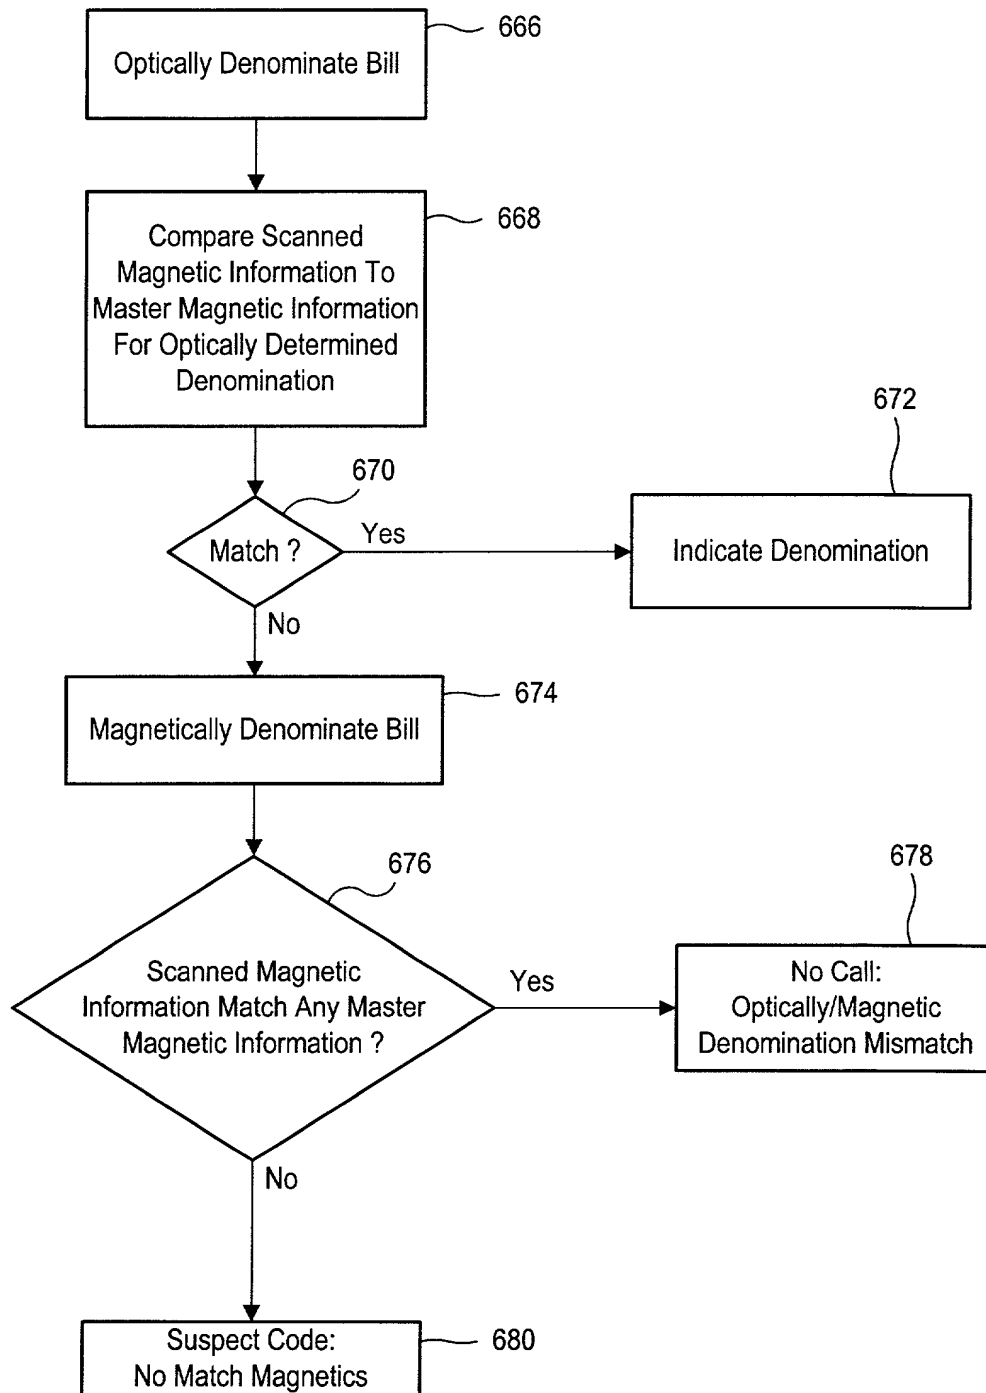 666
Optically Denominate Bill
668
Compare Scanned
Magnetic Information To
Master Magnetic Information
For Optically Determined
Denomination
672
670
Match ?
Yes
Indicate Denomination
No
674
Magnetically Denominate Bill
676
678
Scanned Magnetic
Information Match Any Master
Magnetic Information ?
Yes
No Call:
Optically/Magnetic
Denomination Mismatch
No
Suspect Code:
No Match Magnetics
680